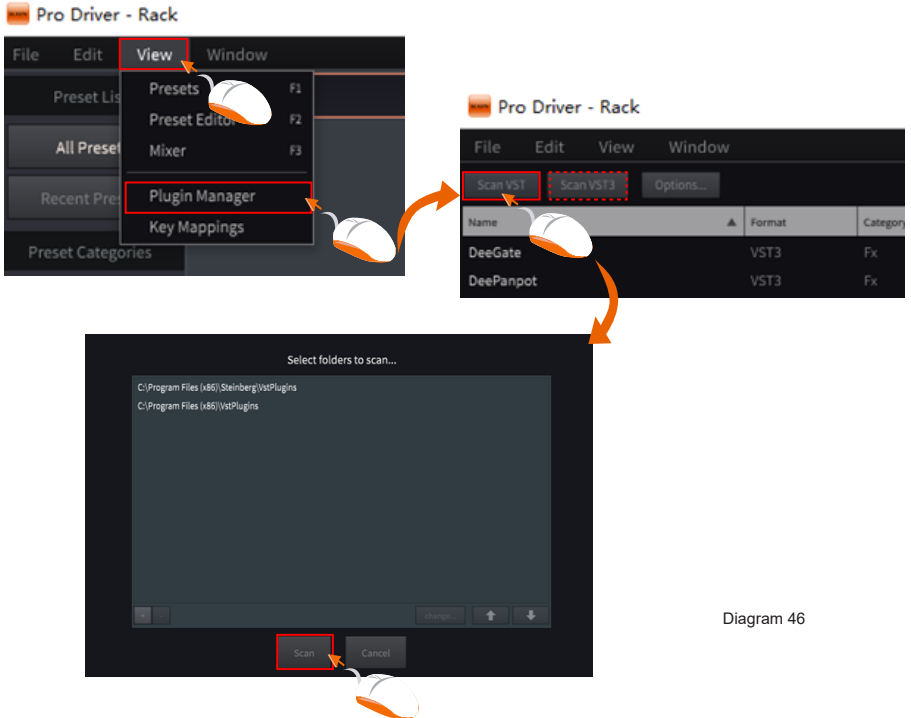 Pro Driver - Rack
File Edit View Window
Preset Lis
Presets F1
Preset Editor F2
All Preset
Mixer F3
Recent Pre
Plugin Manager
Key Mappings
Preset Categories
Pro Driver - Rack
File Edit View Window
Scan VST Scan VST3 Options...
Name Format Category
DeeGate VST3 Fx
DeePanpot VST3 Fx
Select folders to scan...
C:\Program Files (x86)\Steinberg\VstPlugins
C:\Program Files (x86)\VstPlugins
+ - change...
Scan Cancel
Diagram 46